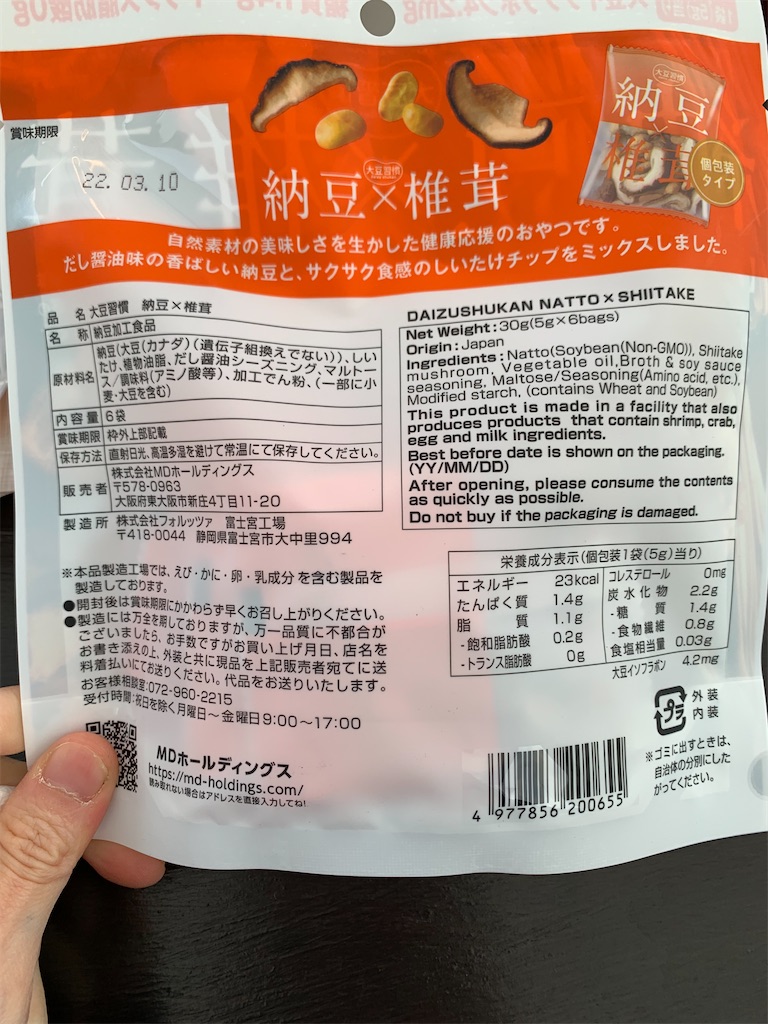 賞味期限
22.03.10
大豆習慣
納豆×椎茸
大豆習慣
納豆
×
椎茸
個包装
タイプ
自然素材の美味しさを生かした健康応援のおやつです。
だし醤油味の香ばしい納豆と、サクサク食感のしいたけチップをミックスしました。
品名 大豆習慣 納豆×椎茸
名称 納豆加工食品
原材料名 納豆(大豆(カナダ)(遺伝子組換えでない))、しい
たけ、植物油脂、だし醤油シーズニング、マルトー
ス/調味料(アミノ酸等)、加工でん粉、(一部に小
麦・大豆を含む)
内容量 6袋
賞味期限 枠外上部記載
保存方法 直射日光、高温多湿を避けて常温にて保存してください。
販売者 株式会社MDホールディングス
〒578-0963
大阪府東大阪市新庄4丁目11-20
製造所 株式会社フォルッツァ 富士宮工場
〒418-0044 静岡県富士宮市大中里994
※本品製造工場では、えび・かに・卵・乳成分を含む製品を
製造しております。
●開封後は賞味期限にかかわらず早くお召し上がりください。
●製造には万全を期しておりますが、万一品質に不都合が
ございましたら、お手数ですがお買い上げ月日、店名を
お書き添えの上、外装と共に現品を上記販売者宛てに送
料着払いにてお送りください。代品をお送りいたします。
お客様相談室:072-960-2215
受付時間:祝日を除く月曜日～金曜日9:00〜17:00
MDホールディングス
https://md-holdings.com/
読み取れない場合はアドレスを直接入力してね!
DAIZUSHUKAN NATTO×SHIITAKE
Net Weight:30g(5g×6bags)
Origin:Japan
Ingredients:Natto(Soybean(Non-GMO)), Shiitake
mushroom, Vegetable oil,Broth & soy sauce
seasoning, Maltose/Seasoning(Amino acid, etc.),
Modified starch, (contains Wheat and Soybean)
This product is made in a facility that also
produces products that contain shrimp, crab,
egg and milk ingredients.
Best before date is shown on the packaging.
(YY/MM/DD)
After opening, please consume the contents
as quickly as possible.
Do not buy if the packaging is damaged.
栄養成分表示(個包装1袋(5g)当り)
エネルギー 23kcal
たんぱく質 1.4g
脂質 1.1g
-飽和脂肪酸 0.2g
-トランス脂肪酸 0g
コレステロール 0mg
炭水化物 2.2g
-糖質 1.4g
-食物繊維 0.8g
食塩相当量 0.03g
大豆イソフラボン 4.2mg
プラ
外装
内装
※ゴミに出すときは、
自治体の分別にした
がってください。
4 977856 200655